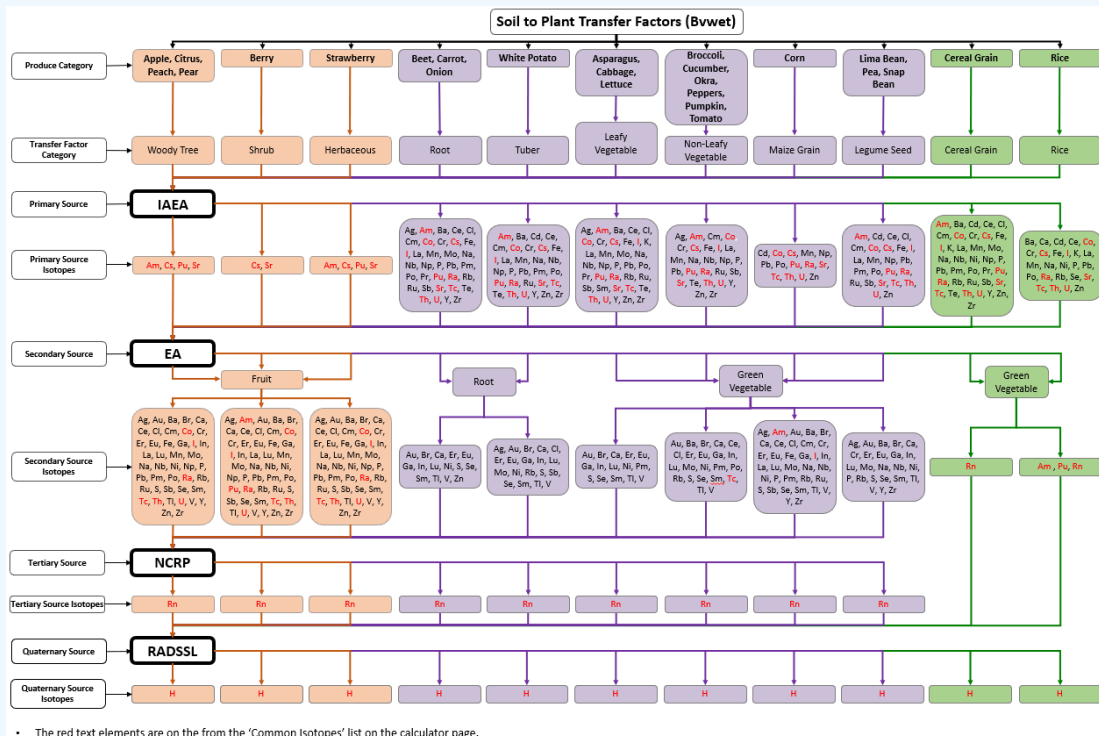 Soil to Plant Transfer Factors (Bvwet)
Produce Category
Apple, Citrus,
Peach, Pear
Berry
Strawberry
Beet, Carrot,
Onion
White Potato
Asparagus,
Cabbage,
Lettuce
Broccoli,
Cucumber,
Okra,
Peppers,
Pumpkin,
Tomato
Corn
Lima Bean,
Pea, Snap
Bean
Cereal Grain
Rice
Transfer Factor
Category
Woody Tree
Shrub
Herbaceous
Root
Tuber
Leafy
Vegetable
Non-Leafy
Vegetable
Maize Grain
Legume Seed
Cereal Grain
Rice
Primary Source
IAEA
Primary Source
Isotopes
Am, Cs, Pu, Sr
Cs, Sr
Am, Cs, Pu, Sr
Ag, Am, Ba, Ce, Cl,
Cm, Co, Cr, Cs, Fe,
I, La, Mn, Mo, Na,
Nb, Np, P, Pb, Pm,
Po, Pr, Pu, Ra, Rb,
Ru, Sb, Sr, Tc, Te,
Th, U, Y, Zn, Zr
Am, Ba, Cd, Ce,
Cm, Co, Cr, Cs, Fe,
I, La, Mn, Na, Nb,
Np, P, Pb, Pm, Po,
Pu, Ra, Ru, Sr, Tc,
Te, Th, U, Y, Zn, Zr
Ag, Am, Ba, Ce, Cl,
Co, Cr, Cs, Fe, I, K,
La, Mn, Mo, Na,
Nb, Np, P, Pb, Po,
Pr, Pu, Ra, Rb, Ru,
Sb, Sm, Sr, Tc, Te,
Th, U, Y, Zn, Zr
Ag, Am, Ce, Cm, Co,
Cr, Cs, Fe, I, La,
Mn, Na, Nb, Np, P,
Pb, Pu, Ra, Ru, Sb,
Sr, Te, Th, U, Y,
Zn, Zr
Cd, Co, Cs, Mn, Np,
Pb, Po, Pu, Ra, Sr,
Tc, Th, U, Zn
Am, Cd, Ce, Cl,
Cm, Co, Cs, Fe, I,
La, Mn, Na, Np, Pb,
Pm, Po, Pu, Ra,
Ru, Sb, Sr, Tc, Th,
U, Zn
Am, Ba, Cd, Ce, Cl,
Cm, Co, Cr, Cs, Fe,
I, K, La, Mn, Mo,
Na, Nb, Ni, Np, P,
Pb, Pm, Po, Pr, Pu,
Ra, Rb, Ru, Sb, Sr,
Tc, Te, Th, U, Y, Zn,
Zr
Ba, Ca, Cd, Ce, Co,
Cr, Cs, Fe, I, K, La,
Mn, Na, Ni, P, Pb,
Po, Ra, Rb, Se, Sr,
Tc, Th, U, Zn
Secondary Source
EA
Fruit
Root
Green
Vegetable
Green
Vegetable
Secondary Source
Isotopes
Ag, Au, Ba, Br, Ca,
Ce, Cl, Cm, Co, Cr,
Er, Eu, Fe, Ga, I, In,
La, Lu, Mn, Mo,
Na, Nb, Ni, Np, P,
Pb, Pm, Po, Ra, Rb,
Ru, S, Sb, Se, Sm,
Tc, Th, Tl, U, V, Y,
Zn, Zr
Ag, Am, Au, Ba, Br,
Ca, Ce, Cl, Cm, Co,
Cr, Er, Eu, Fe, Ga,
I, In, La, Lu, Mn,
Mo, Na, Nb, Ni,
Np, P, Pb, Pm, Po,
Pu, Ra, Rb, Ru, S,
Sb, Se, Sm, Tc, Th,
Tl, U, V, Y, Zn, Zr
Ag, Au, Ba, Br, Ca,
Ce, Cl, Cm, Co, Cr,
Er, Eu, Fe, Ga, I, In,
La, Lu, Mn, Mo,
Na, Nb, Ni, Np, P,
Pb, Pm, Po, Ra, Rb,
Ru, S, Sb, Se, Sm,
Tc, Th, Tl, U, V, Y,
Zn, Zr
Au, Br, Ca, Er, Eu,
Ga, In, Lu, Ni, S, Se,
Sm, Tl, V, Zn
Ag, Au, Br, Ca, Cl,
Er, Eu, Ga, In, Lu,
Mo, Ni, Rb, S, Sb,
Se, Sm, Tl, V
Au, Br, Ca, Er, Eu,
Ga, In, Lu, Ni, Pm,
S, Se, Sm, Tl, V
Au, Ba, Br, Ca, Ce,
Cl, Er, Eu, Ga, In,
Lu, Mo, Ni, Pm, Po,
Rb, S, Se, Sm, Tc,
Tl, V
Ag, Am, Au, Ba, Br,
Ca, Ce, Cl, Cm, Cr,
Er, Eu, Fe, Ga, I, In,
La, Lu, Mo, Na, Nb,
Ni, P, Pm, Rb, Ru,
S, Sb, Se, Sm, Tl, V,
Y, Zr
Ag, Au, Ba, Br, Ca,
Cr, Er, Eu, Ga, In,
Lu, Mo, Na, Nb, Ni,
P, Rb, S, Se, Sm, Tl,
V, Y, Zr
Rn
Am, Pu, Rn
Tertiary Source
NCRP
Tertiary Source Isotopes
Rn
Rn
Rn
Rn
Rn
Rn
Rn
Rn
Rn
Quaternary Source
RADSSL
Quaternary Source
Isotopes
H
H
H
H
H
H
H
H
H
H
H
• The red text elements are on the from the 'Common Isotopes' list on the calculator page.